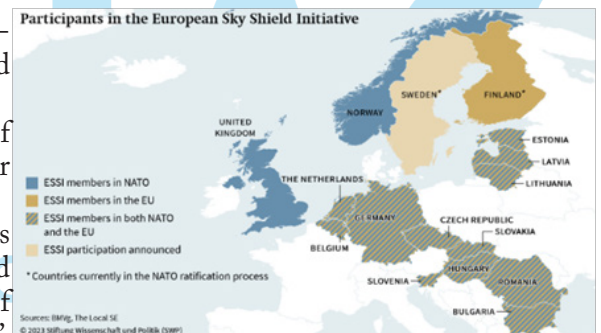 Participants in the European Sky Shield Initiative
d
f
r
s
d
f
,
UNITED
KINGDOM
NORWAY
SWEDEN*
FINLAND*
ESTONIA
LATVIA
LITHUANIA
THE NETHERLANDS
GERMANY
BELGIUM
CZECH REPUBLIC
SLOVAKIA
SLOVENIA
HUNGARY
ROMANIA
BULGARIA
ESSI members in NATO
ESSI members in the EU
ESSI members in both NATO
and the EU
ESSI participation announced
* Countries currently in the NATO ratification process
Sources: BMVg, The Local SE
© 2023 Stiftung Wissenschaft und Politik (SWP)